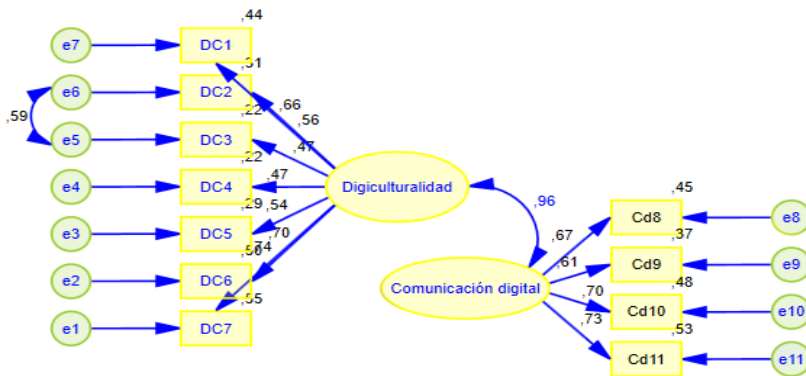 ,44
e7
DC1
,31
e6
DC2
,66
,56
,59
,22
e5
DC3
,47
,22
e4
DC4
,47
Digiculturalidad
,96
,29
,54
e3
DC5
,70
,74
,50
e2
DC6
,55
e1
DC7
,45
Cd8
e8
,67
,37
,61
Cd9
e9
Comunicación digital
,48
,70
Cd10
e10
,73
,53
Cd11
e11